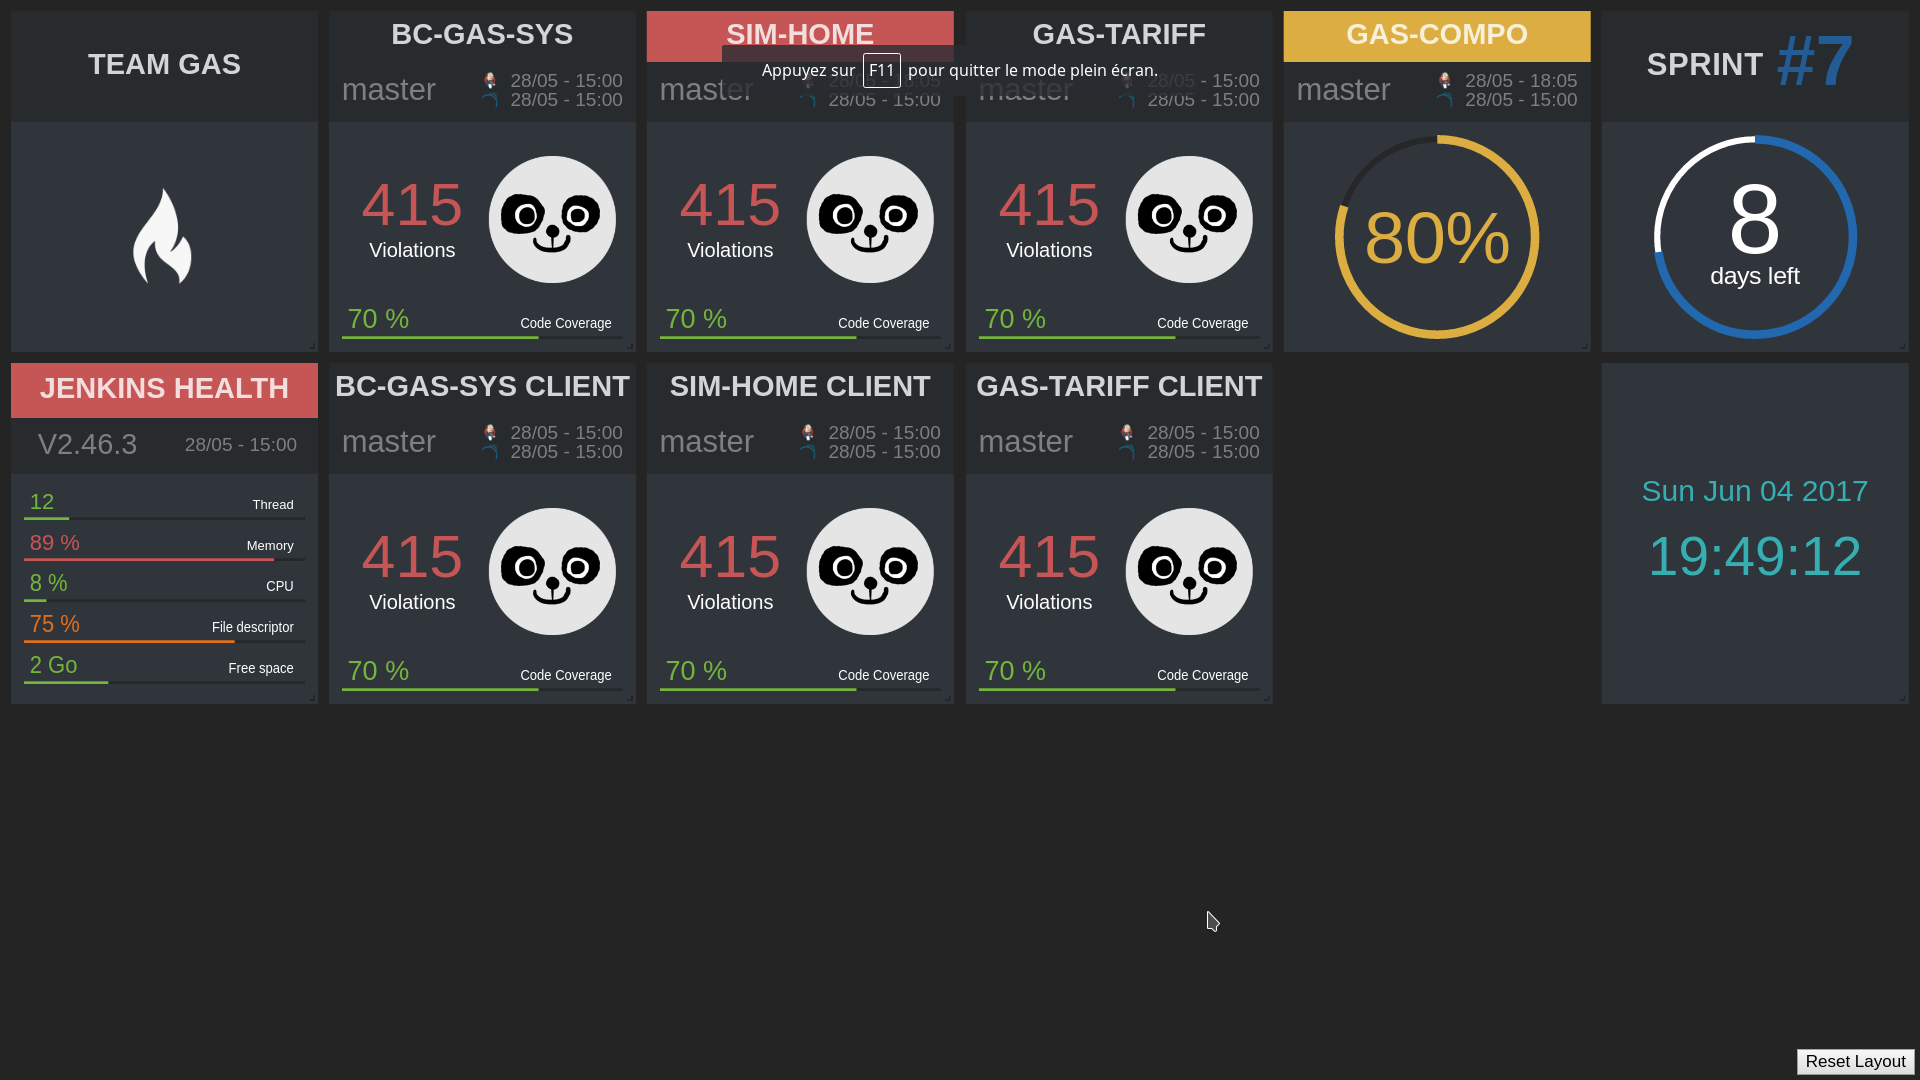 TEAM GAS
BC-GAS-SYS
master
28/05 - 15:00
28/05 - 15:00
415
Violations
70 %
Code Coverage
SIM-HOME
master
28/05 - 15:00
415
Violations
70 %
Code Coverage
Appuyez sur F11 pour quitter le mode plein écran.
GAS-TARIFF
master
28/05 - 15:00
28/05 - 15:00
415
Violations
70 %
Code Coverage
GAS-COMPO
master
28/05 - 18:05
28/05 - 15:00
80%
SPRINT #7
8
days left
JENKINS HEALTH
V2.46.3
28/05 - 15:00
12 Thread
89 % Memory
8 % CPU
75 % File descriptor
2 Go Free space
BC-GAS-SYS CLIENT
master
28/05 - 15:00
28/05 - 15:00
415
Violations
70 %
Code Coverage
SIM-HOME CLIENT
master
28/05 - 15:00
28/05 - 15:00
415
Violations
70 %
Code Coverage
GAS-TARIFF CLIENT
master
28/05 - 15:00
28/05 - 15:00
415
Violations
70 %
Code Coverage
Sun Jun 04 2017
19:49:12
Reset Layout